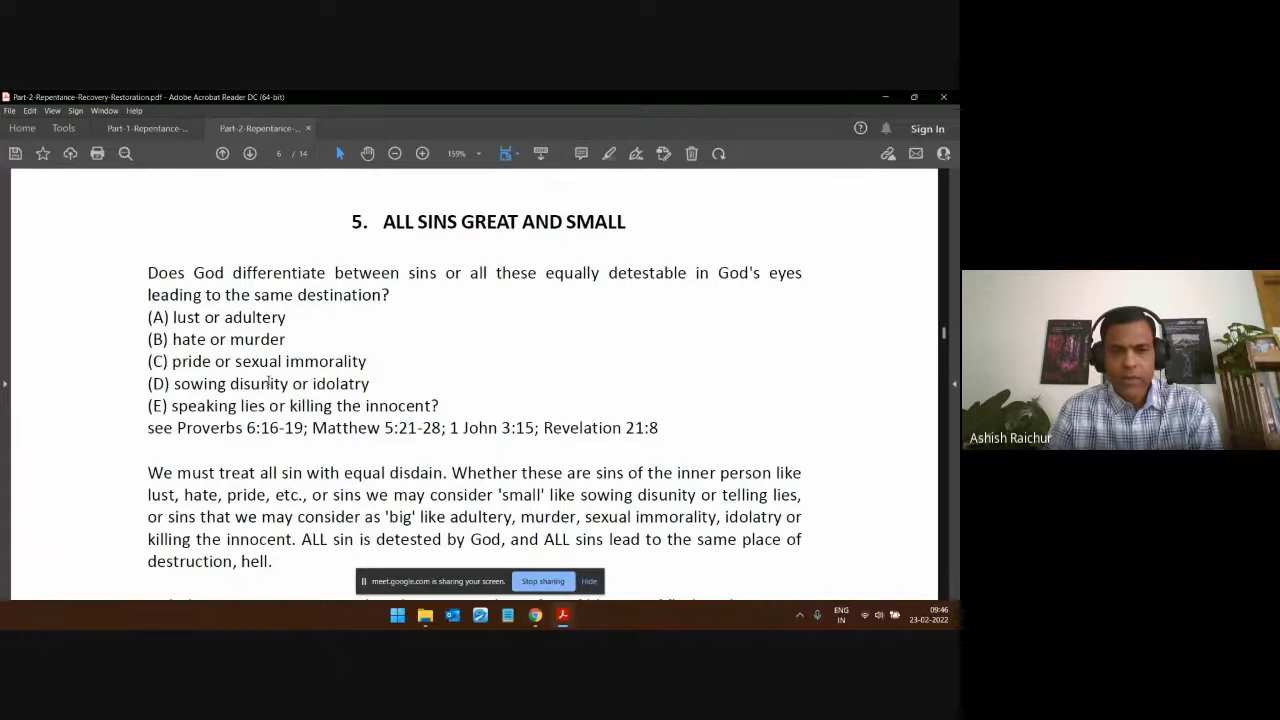 Part-2-Repentance-Recovery-Restoration.pdf - Adobe Acrobat Reader DC (64-bit)
File Edit View Sign Window Help
Home Tools Part-1-Repentance-... Part-2-Repentance-... × Sign In
6 / 14 159%
5. ALL SINS GREAT AND SMALL
Does God differentiate between sins or all these equally detestable in God's eyes
leading to the same destination?
(A) lust or adultery
(B) hate or murder
(C) pride or sexual immorality
(D) sowing disunity or idolatry
(E) speaking lies or killing the innocent?
see Proverbs 6:16-19; Matthew 5:21-28; 1 John 3:15; Revelation 21:8
We must treat all sin with equal disdain. Whether these are sins of the inner person like
lust, hate, pride, etc., or sins we may consider 'small' like sowing disunity or telling lies,
or sins that we may consider as 'big' like adultery, murder, sexual immorality, idolatry or
killing the innocent. ALL sin is detested by God, and ALL sins lead to the same place of
destruction, hell.
meet.google.com is sharing your screen. Stop sharing Hide
ENG
IN
09:46
23-02-2022
Ashish Raichur